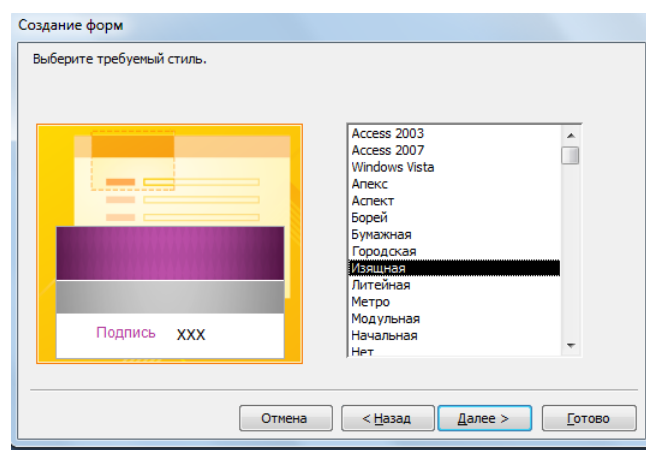 Создание форм
Выберите требуемый стиль.
Подпись XXX
Access 2003
Access 2007
Windows Vista
Апекс
Аспект
Борей
Бумажная
Городская
Изящная
Литейная
Метро
Модульная
Начальная
Нет
Отмена
< Назад
Далее >
Готово